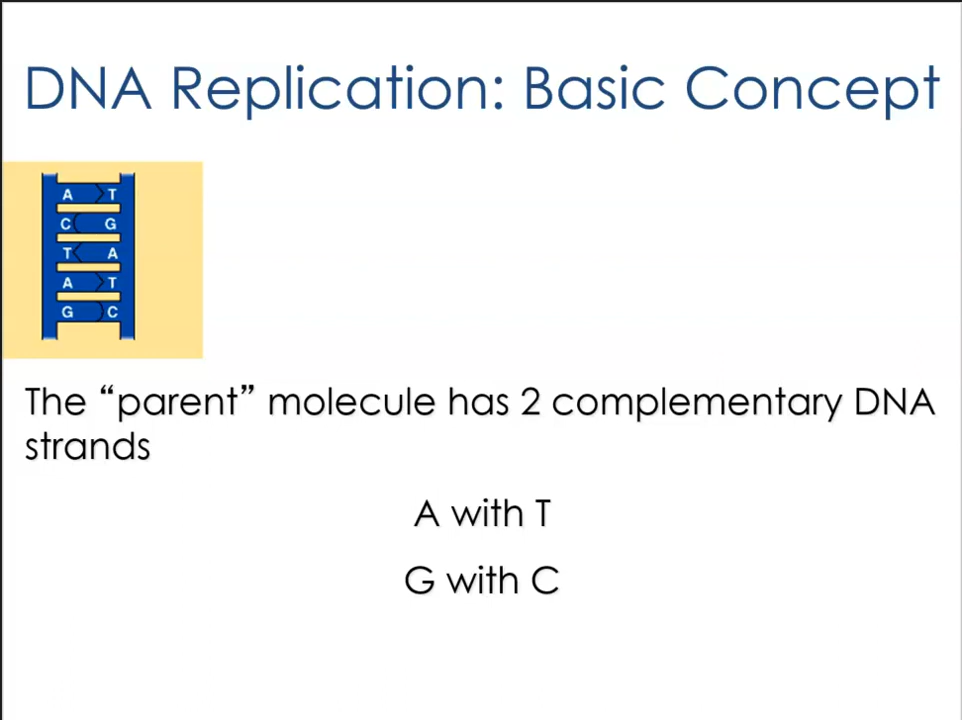 DNA Replication: Basic Concept
A T
C G
T A
A T
G C
The “parent” molecule has 2 complementary DNA
strands
A with T
G with C